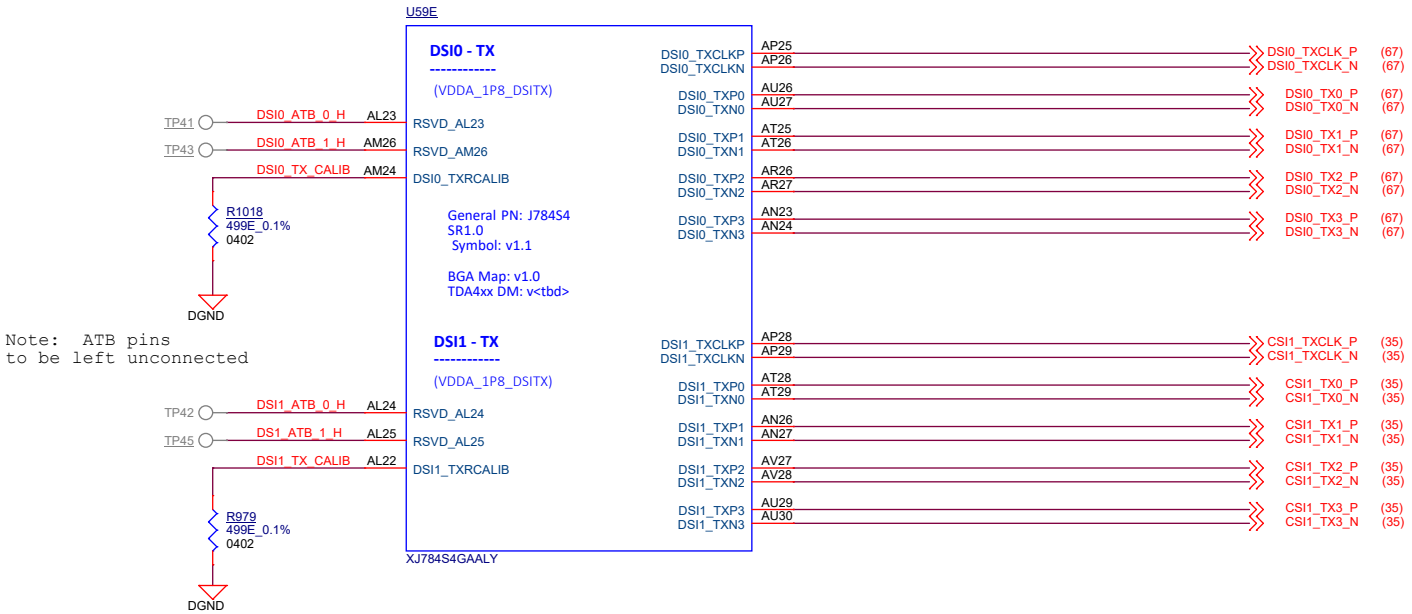 U59E
DSI0 - TX
------------
(VDDA_1P8_DSITX)
DSI0_TXCLKP AP25 DSI0_TXCLK_P (67)
DSI0_TXCLKN AP26 DSI0_TXCLK_N (67)
DSI0_TXP0 AU26 DSI0_TX0_P (67)
DSI0_TXN0 AU27 DSI0_TX0_N (67)
TP41 DSI0_ATB_0_H AL23 RSVD_AL23
DSI0_TXP1 AT25 DSI0_TX1_P (67)
DSI0_TXN1 AT26 DSI0_TX1_N (67)
TP43 DSI0_ATB_1_H AM26 RSVD_AM26
DSI0_TX_CALIB AM24 DSI0_TXRCALIB
DSI0_TXP2 AR26 DSI0_TX2_P (67)
DSI0_TXN2 AR27 DSI0_TX2_N (67)
R1018
499E_0.1%
0402
General PN: J784S4
SR1.0
Symbol: v1.1
DSI0_TXP3 AN23 DSI0_TX3_P (67)
DSI0_TXN3 AN24 DSI0_TX3_N (67)
BGA Map: v1.0
TDA4xx DM: v<tbd>
DGND
Note: ATB pins
to be left unconnected
DSI1 - TX
------------
(VDDA_1P8_DSITX)
DSI1_TXCLKP AP28 CSI1_TXCLK_P (35)
DSI1_TXCLKN AP29 CSI1_TXCLK_N (35)
DSI1_TXP0 AT28 CSI1_TX0_P (35)
DSI1_TXN0 AT29 CSI1_TX0_N (35)
TP42 DSI1_ATB_0_H AL24 RSVD_AL24
DSI1_TXP1 AN26 CSI1_TX1_P (35)
DSI1_TXN1 AN27 CSI1_TX1_N (35)
TP45 DS1_ATB_1_H AL25 RSVD_AL25
DSI1_TX_CALIB AL22 DSI1_TXRCALIB
DSI1_TXP2 AV27 CSI1_TX2_P (35)
DSI1_TXN2 AV28 CSI1_TX2_N (35)
DSI1_TXP3 AU29 CSI1_TX3_P (35)
DSI1_TXN3 AU30 CSI1_TX3_N (35)
R979
499E_0.1%
0402
XJ784S4GAALY
DGND